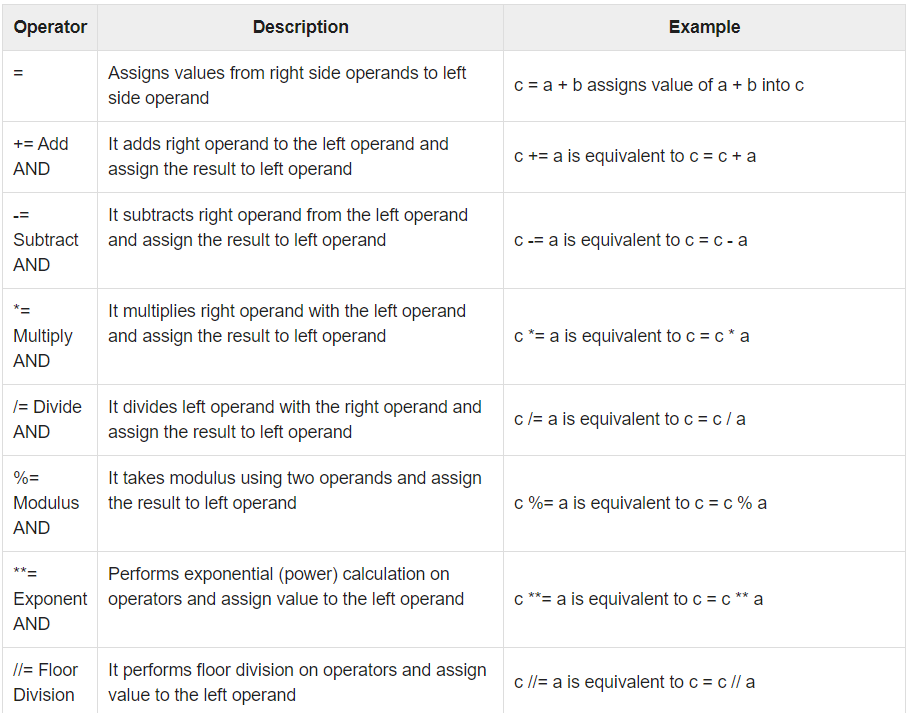 Operator Description Example
=
Assigns values from right side operands to left
side operand
c = a + b assigns value of a + b into c
+= Add
AND
It adds right operand to the left operand and
assign the result to left operand
c += a is equivalent to c = c + a
-=
Subtract
AND
It subtracts right operand from the left operand
and assign the result to left operand
c -= a is equivalent to c = c - a
*=
Multiply
AND
It multiplies right operand with the left operand
and assign the result to left operand
c *= a is equivalent to c = c * a
/= Divide
AND
It divides left operand with the right operand and
assign the result to left operand
c /= a is equivalent to c = c / a
%=
Modulus
AND
It takes modulus using two operands and assign
the result to left operand
c %= a is equivalent to c = c % a
**=
Exponent
AND
Performs exponential (power) calculation on
operators and assign value to the left operand
c **= a is equivalent to c = c ** a
//= Floor
Division
It performs floor division on operators and assign
value to the left operand
c //= a is equivalent to c = c // a